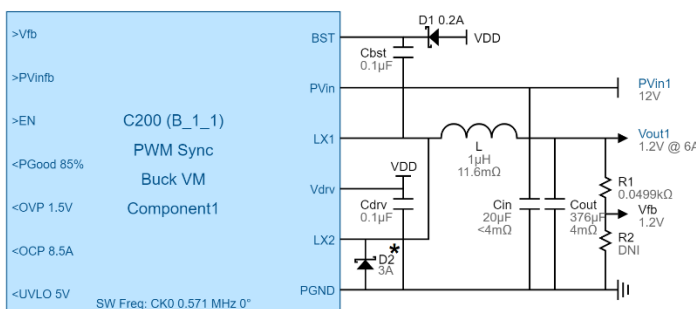 D1 0.2A
>Vfb
BST
VDD
Cbst
0.1µF
>PVinfb
PVin
PVin1
12V
>EN
C200 (B_1_1)
LX1
Vout1
1.2V @ 6A
L
1µH
11.6mΩ
PWM Sync
<PGood 85%
VDD
R1
0.0499kΩ
Buck VM
Vdrv
<OVP 1.5V
Component1
Cdrv
0.1µF
Cin
20µF
<4mΩ
Cout
376µF
4mΩ
Vfb
1.2V
LX2
*
R2
DNI
<OCP 8.5A
D2
3A
<UVLO 5V
PGND
SW Freq: CK0 0.571 MHz 0°